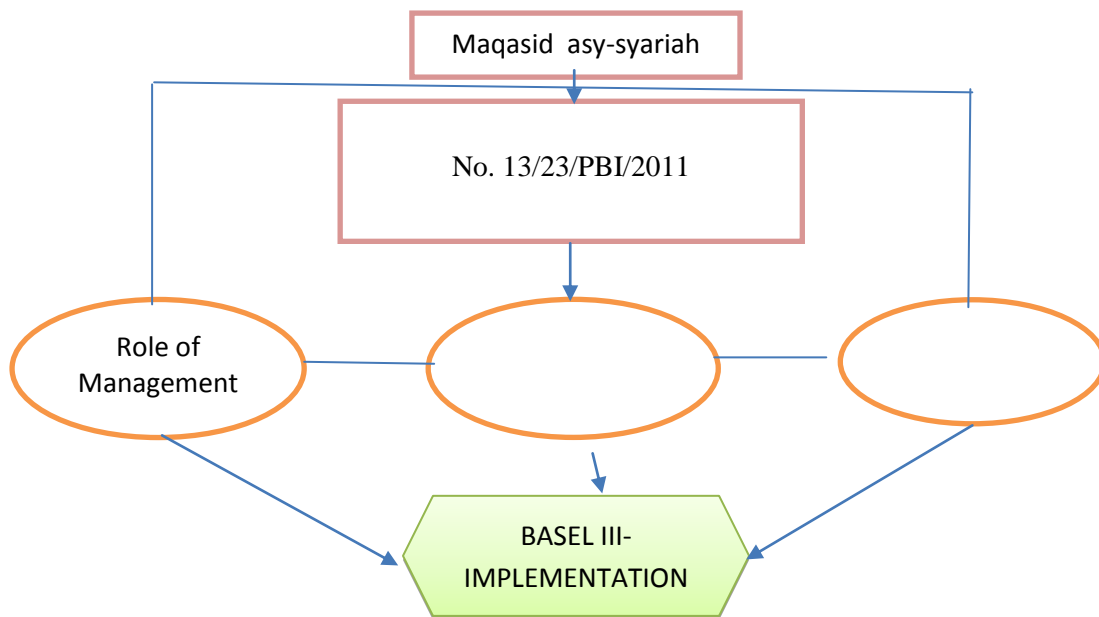 Maqasid asy-syariah
No. 13/23/PBI/2011
Role of
Management
BASEL III-
IMPLEMENTATION